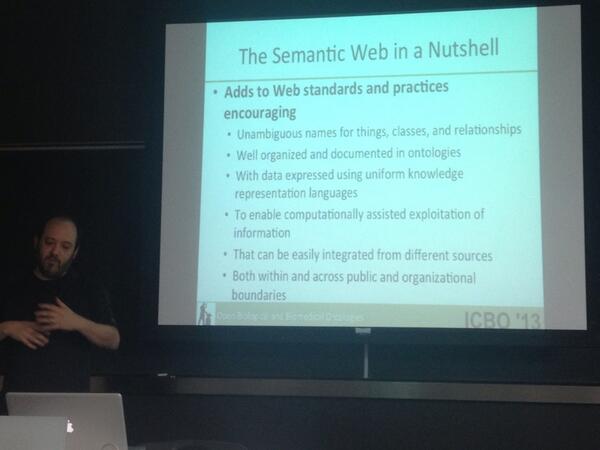 The Semantic Web in a Nutshell
• Adds to Web standards and practices
encouraging
• Unambiguous names for things, classes, and relationships
• Well organized and documented in ontologies
• With data expressed using uniform knowledge
representation languages
• To enable computationally assisted exploitation of
information
• That can be easily integrated from different sources
• Both within and across public and organizational
boundaries
Open Biological and Biomedical Ontologies
ICBO '13